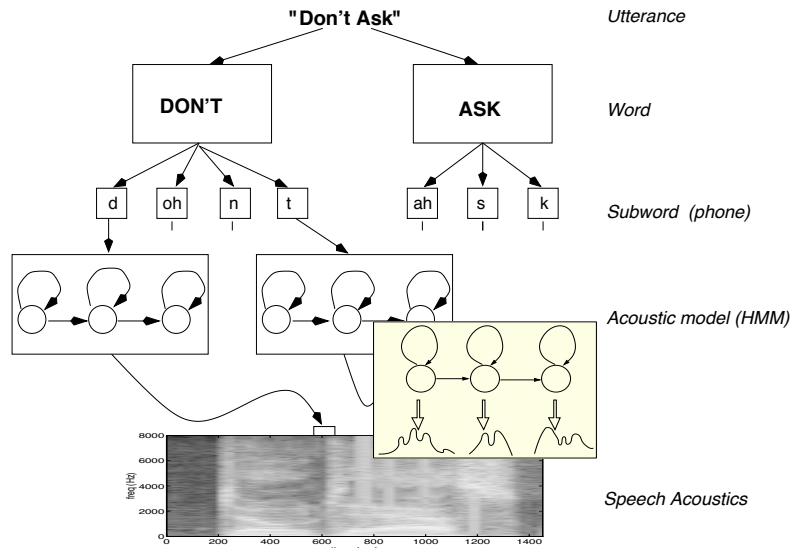 "Don't Ask"
Utterance
DON'T
ASK
Word
d
oh
n
t
ah
s
k
Subword (phone)
Acoustic model (HMM)
8000
6000
4000
2000
0
freq (Hz)
0
200
400
600
800
1000
1200
1400
Speech Acoustics